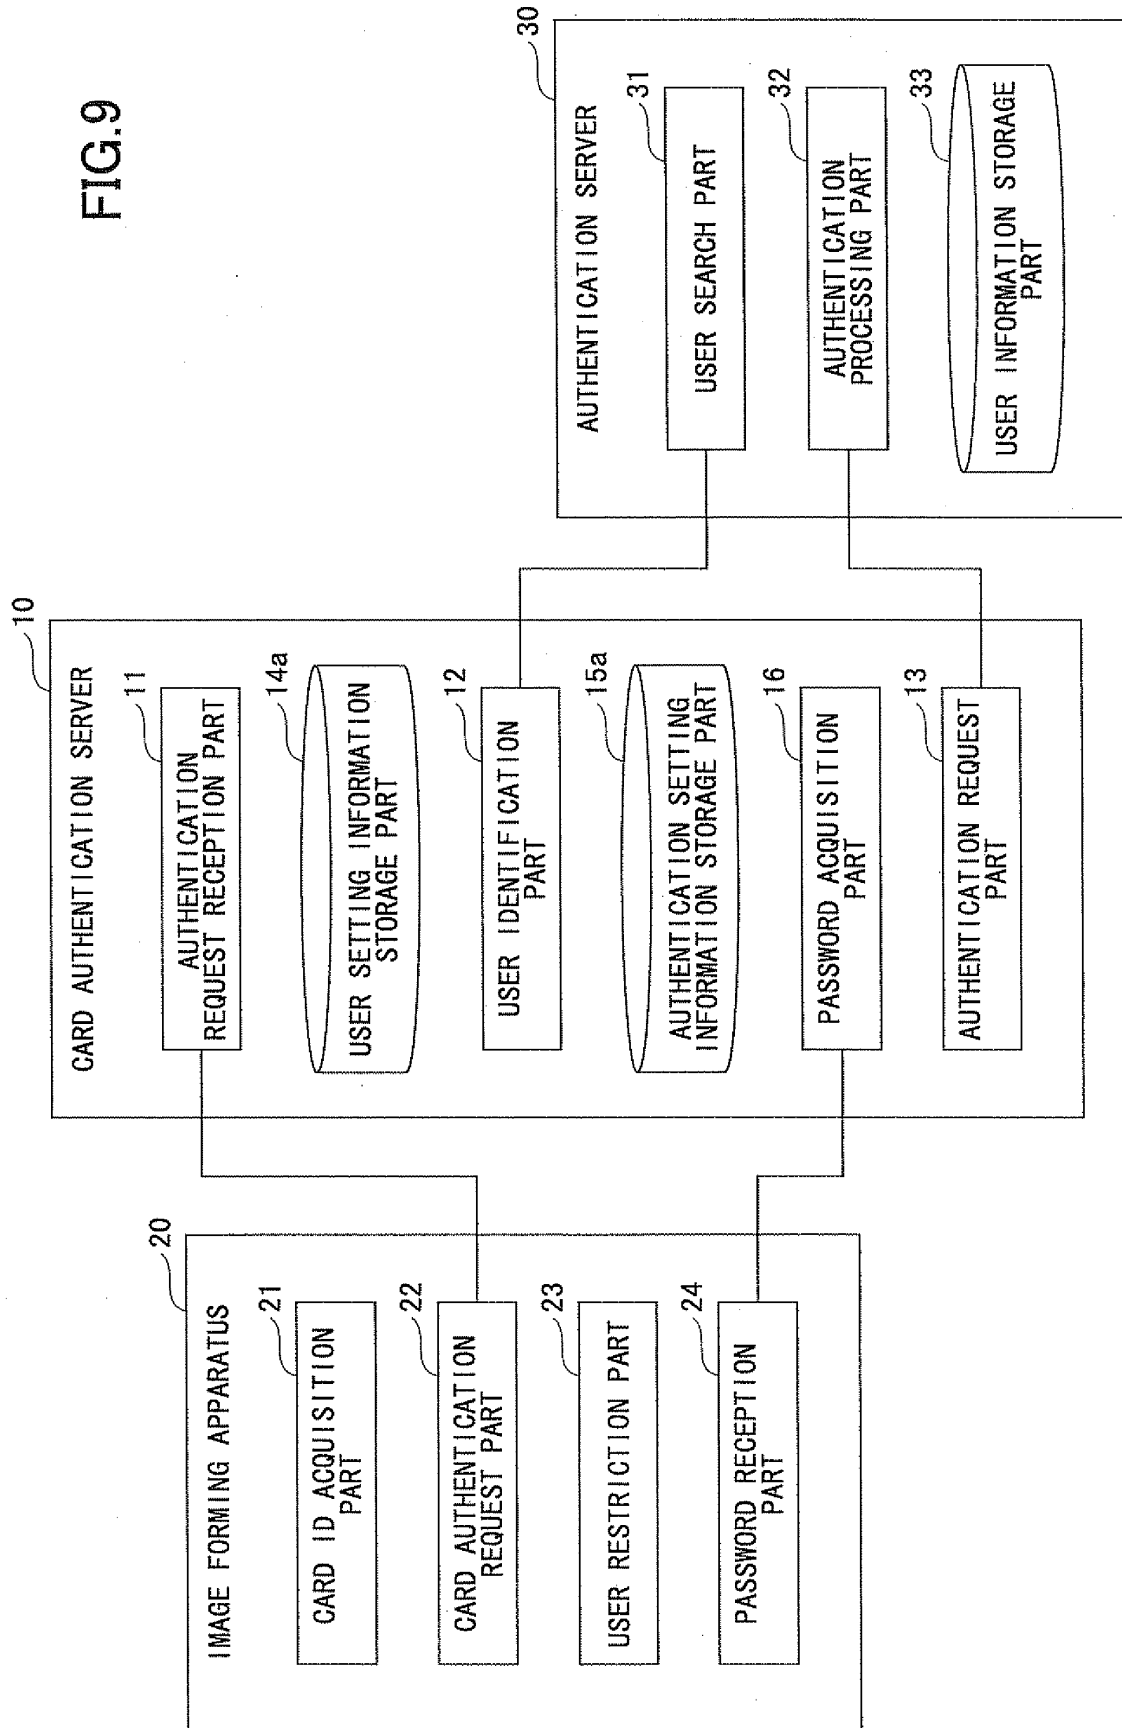 FIG.9
20
IMAGE FORMING APPARATUS
21
CARD ID ACQUISITION
PART
22
CARD AUTHENTICATION
REQUEST PART
23
USER RESTRICTION PART
24
PASSWORD RECEPTION
PART
10
CARD AUTHENTICATION SERVER
11
AUTHENTICATION
REQUEST RECEPTION PART
14a
USER SETTING INFORMATION
STORAGE PART
12
USER IDENTIFICATION
PART
15a
AUTHENTICATION SETTING
INFORMATION STORAGE PART
16
PASSWORD ACQUISITION
PART
13
AUTHENTICATION REQUEST
PART
30
AUTHENTICATION SERVER
31
USER SEARCH PART
32
AUTHENTICATION
PROCESSING PART
33
USER INFORMATION STORAGE
PART